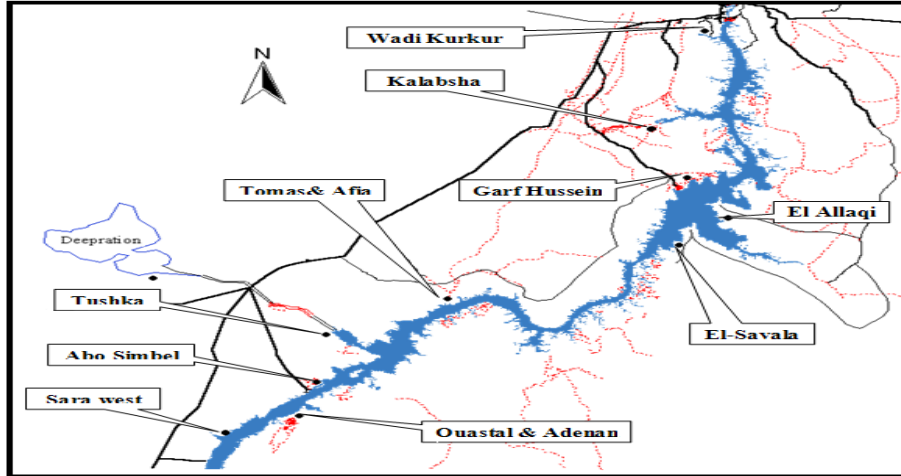 Wadi Kurkur
N
Kalabsha
Tomas& Afia
Garf Hussein
El Allaqi
Deepration
Tushka
El-Savala
Abo Simbel
Sara west
Ouastal & Adenan